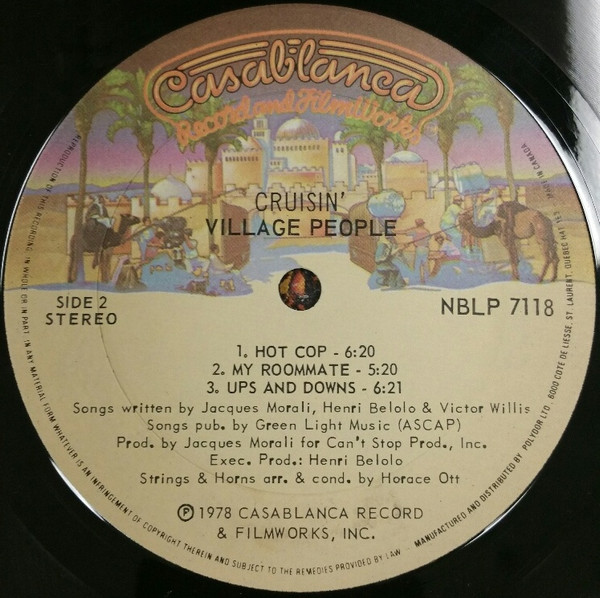 Casablanca
Record and FilmWorks
CRUISIN'
VILLAGE PEOPLE
SIDE 2
STEREO
NBLP 7118
1. HOT COP - 6:20
2. MY ROOMMATE - 5:20
3. UPS AND DOWNS - 6:21
Songs written by Jacques Morali, Henri Belolo & Victor Willis
Songs pub. by Green Light Music (ASCAP)
Prod. by Jacques Morali for Can't Stop Prod., Inc.
Exec. Prod.: Henri Belolo
Strings & Horns arr. & cond. by Horace Ott
Ⓟ 1978 CASABLANCA RECORD
& FILMWORKS, INC.
REPRODUCTION OF THIS RECORDING IN WHOLE OR IN PART IN ANY MATERIAL FORM WHATEVER IS AN INFRINGEMENT OF COPYRIGHT THEREIN AND SUBJECT TO THE REMEDIES PROVIDED BY LAW - MANUFACTURED AND DISTRIBUTED BY POLYDOR LTD. 6000 COTE DE LIESSE, ST. LAURENT, QUEBEC MADE IN CANADA